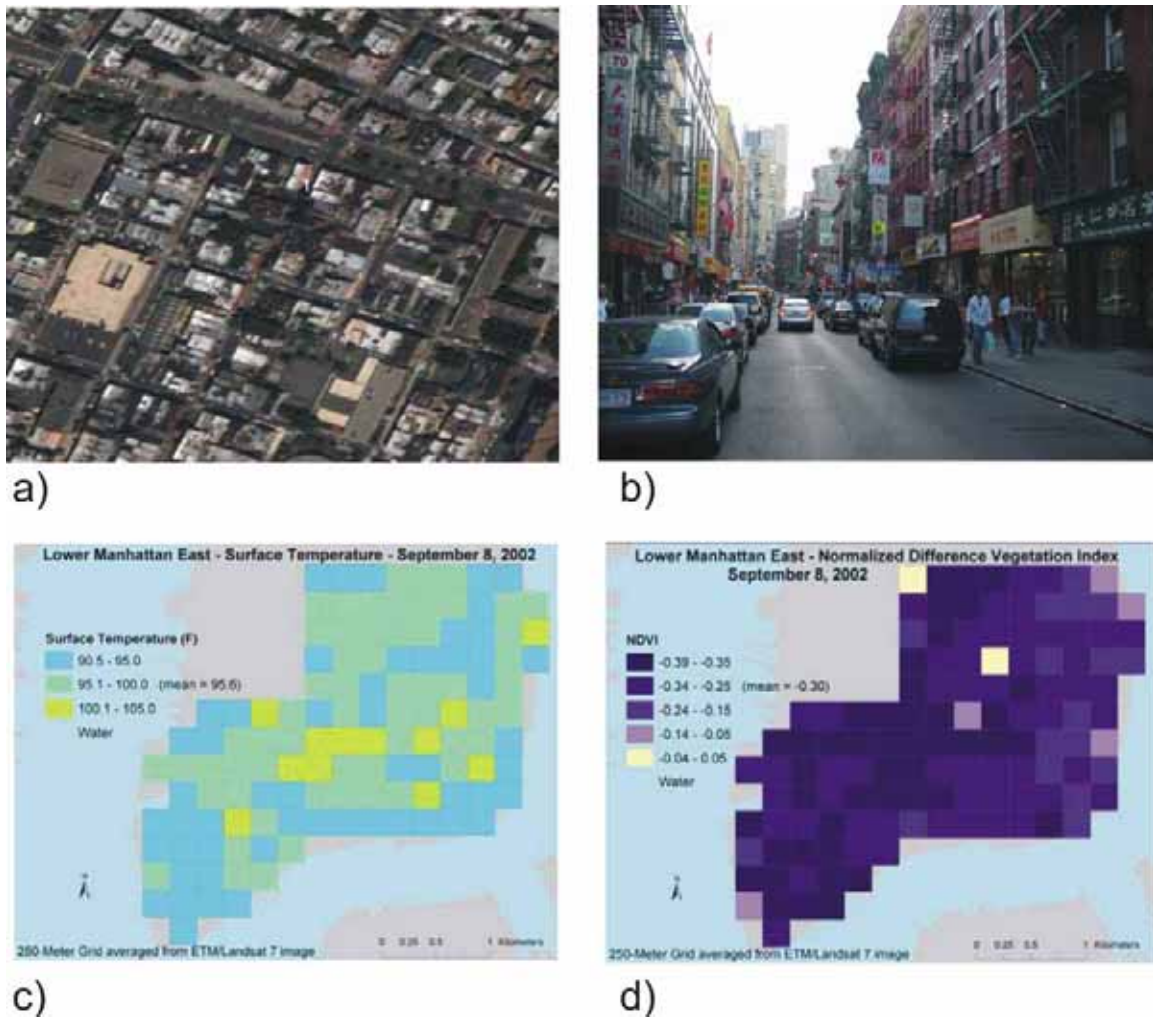 a)
b)
Lower Manhattan East - Surface Temperature - September 8, 2002
Surface Temperature (F)
90.5 - 95.0
95.1 - 100.0 (mean = 95.6)
100.1 - 105.0
Water
0 0.25 0.5 1 Kilometers
250-Meter Grid averaged from ETM/Landsat 7 image
c)
Lower Manhattan East - Normalized Difference Vegetation Index
September 8, 2002
NDVI
-0.39 - -0.35
-0.34 - -0.25 (mean = -0.30)
-0.24 - -0.15
-0.14 - -0.05
-0.04 - 0.05
Water
0 0.25 0.5 1 Kilometers
250-Meter Grid averaged from ETM/Landsat 7 image
d)